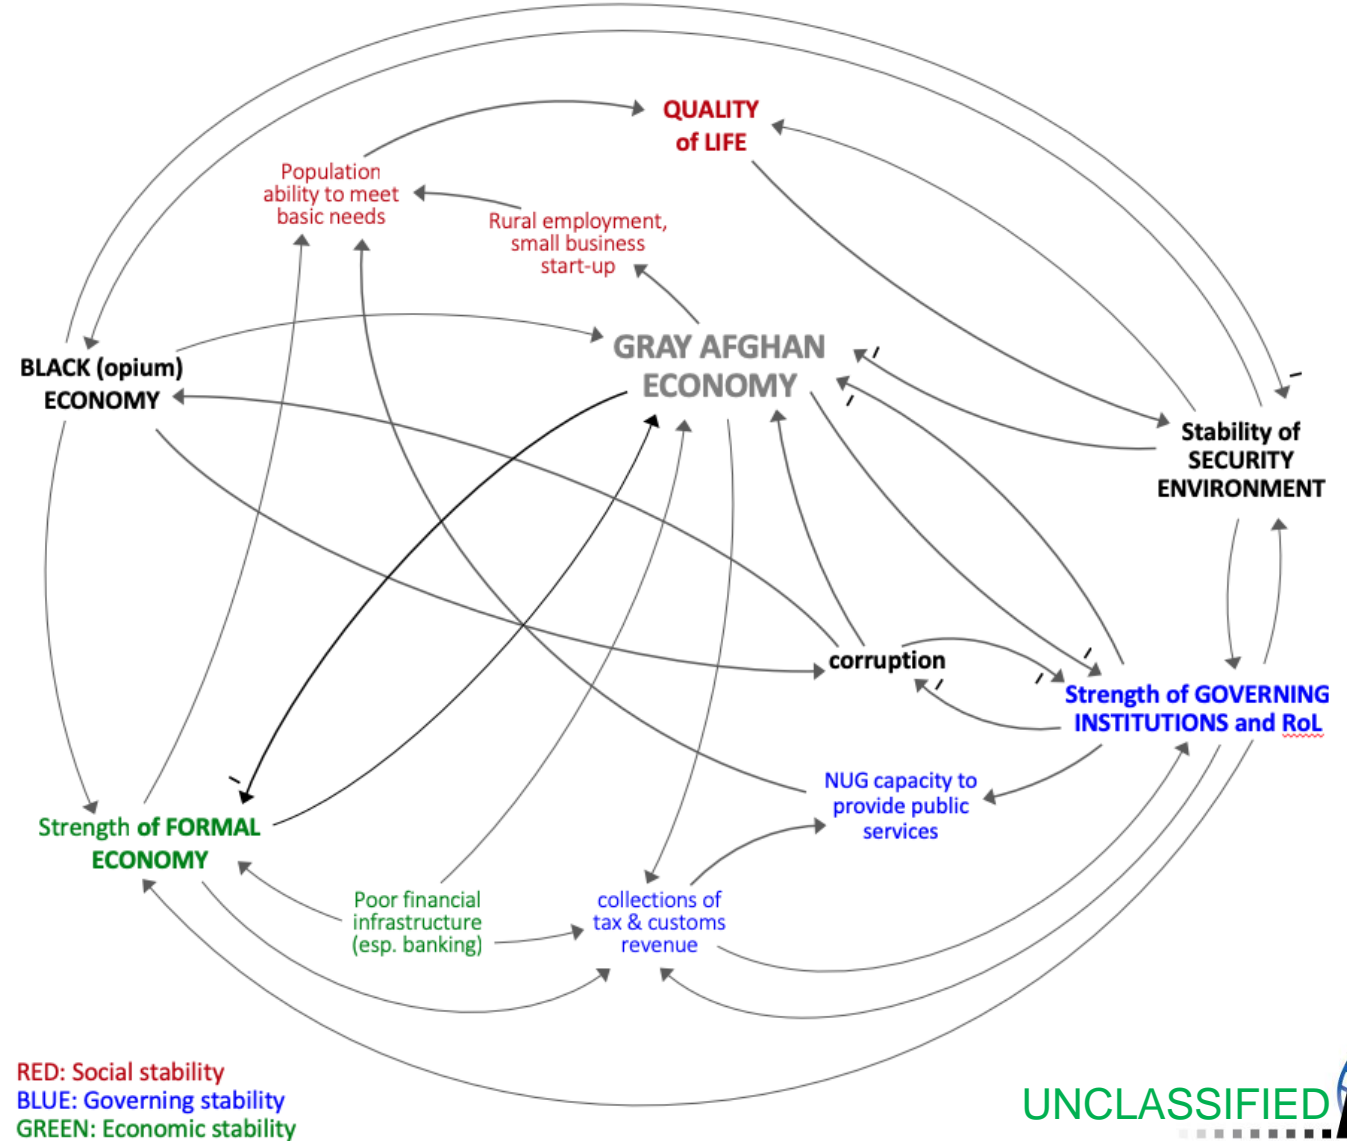 QUALITY
of LIFE
Population
ability to meet
basic needs
Rural employment,
small business
start-up
GRAY AFGHAN
ECONOMY
BLACK (opium)
ECONOMY
Stability of
SECURITY
ENVIRONMENT
corruption
Strength of GOVERNING
INSTITUTIONS and RoL
NUG capacity to
provide public
services
Strength of FORMAL
ECONOMY
Poor financial
infrastructure
(esp. banking)
collections of
tax & customs
revenue
RED: Social stability
BLUE: Governing stability
GREEN: Economic stability
UNCLASSIFIED